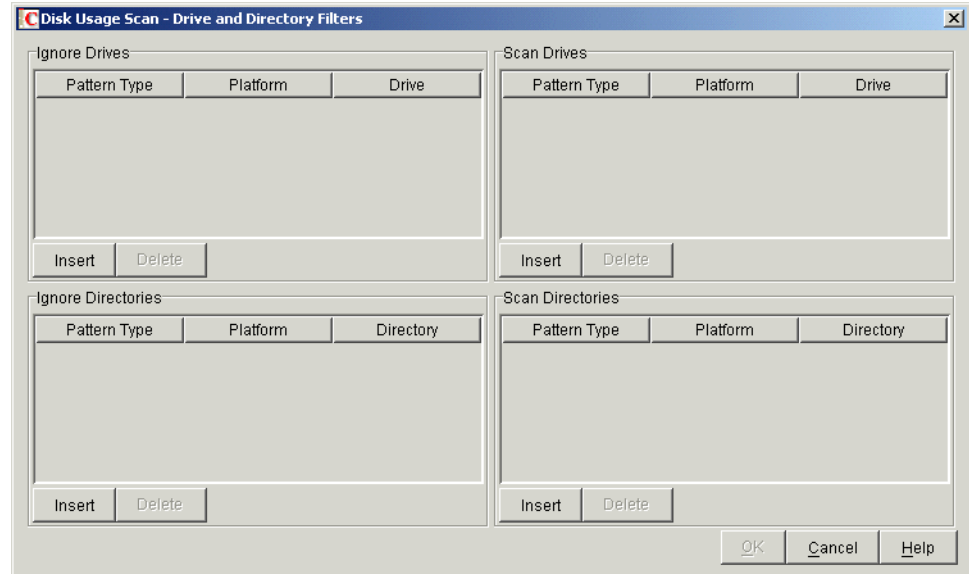 C Disk Usage Scan - Drive and Directory Filters
Ignore Drives
Pattern Type Platform Drive
Insert Delete
Scan Drives
Pattern Type Platform Drive
Insert Delete
Ignore Directories
Pattern Type Platform Directory
Insert Delete
Scan Directories
Pattern Type Platform Directory
Insert Delete
OK Cancel Help